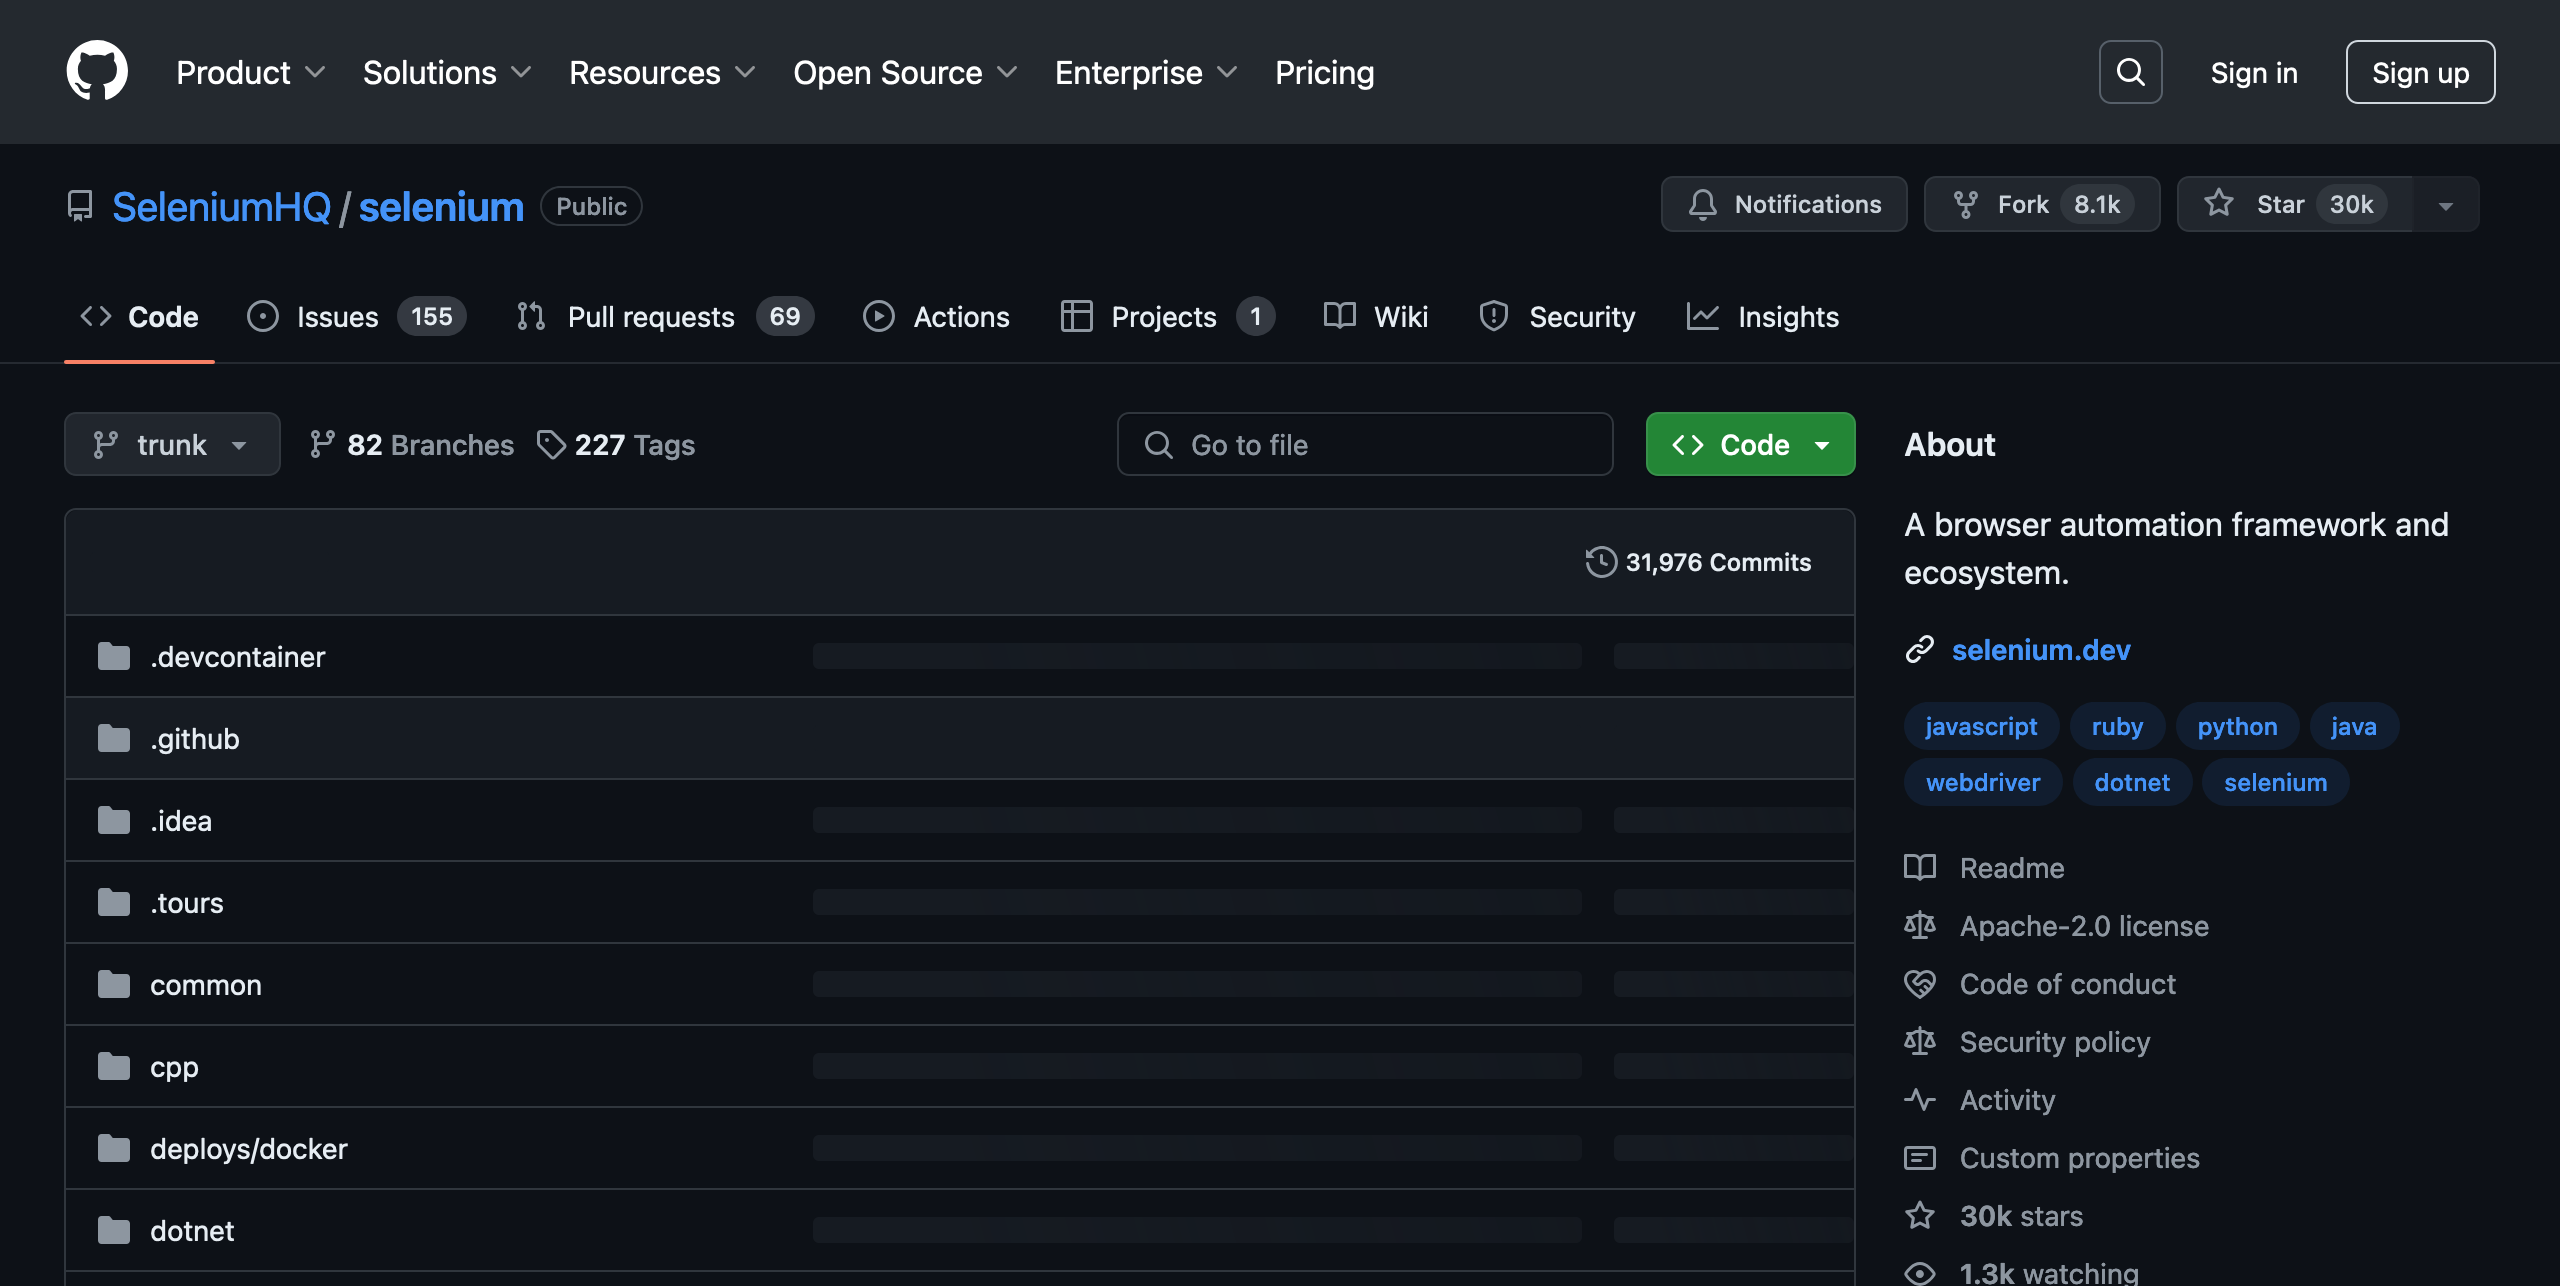 Product Solutions Resources Open Source Enterprise Pricing Sign in Sign up
SeleniumHQ / selenium Public Notifications Fork 8.1k Star 30k
Code Issues 155 Pull requests 69 Actions Projects 1 Wiki Security Insights
trunk 82 Branches 227 Tags Go to file Code
31,976 Commits
.devcontainer
.github
.idea
.tours
common
cpp
deploys/docker
dotnet
About
A browser automation framework and
ecosystem.
selenium.dev
javascript ruby python java
webdriver dotnet selenium
Readme
Apache-2.0 license
Code of conduct
Security policy
Activity
Custom properties
30k stars
1.3k watching